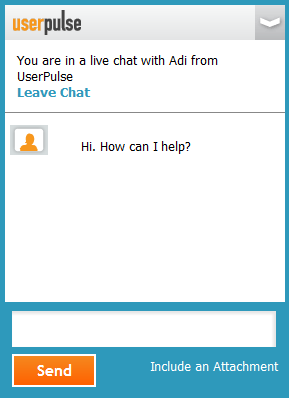 userpulse
You are in a live chat with Adi from
UserPulse
Leave Chat
Hi. How can I help?
Send
Include an Attachment